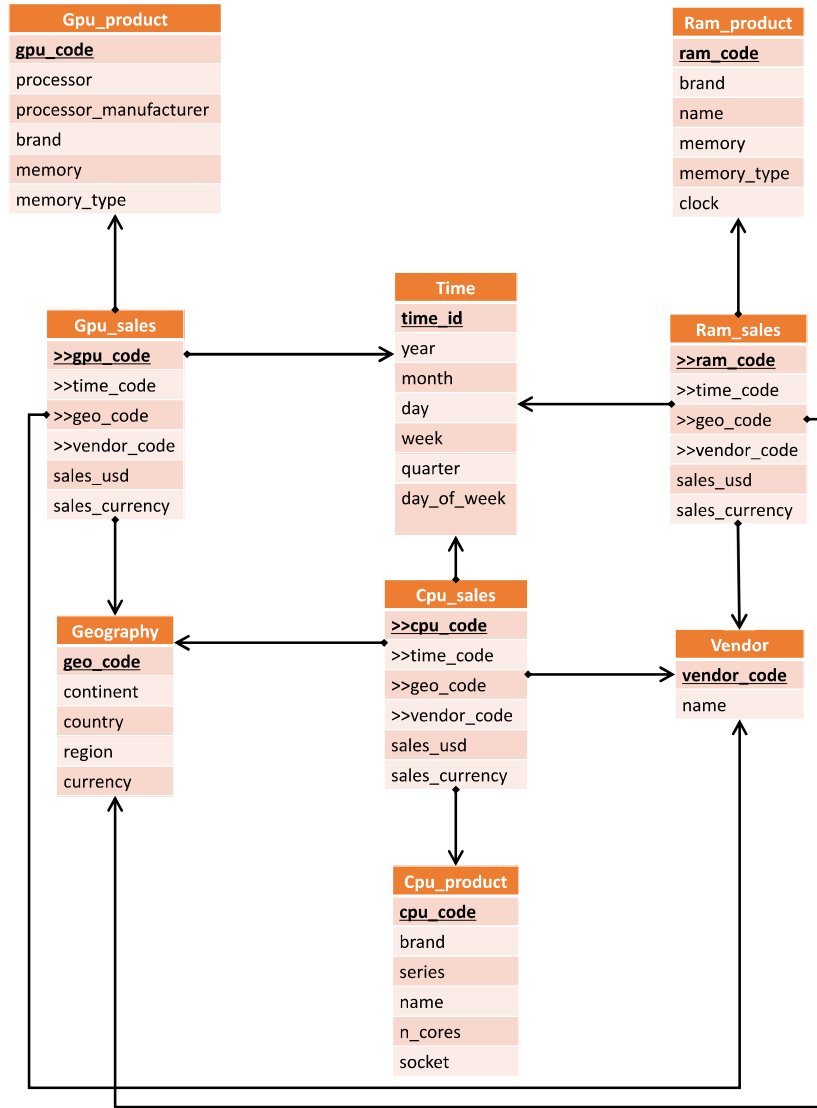 Gpu_product
gpu_code
processor
processor_manufacturer
brand
memory
memory_type
Ram_product
ram_code
brand
name
memory
memory_type
clock
Time
time_id
year
month
day
week
quarter
day_of_week
Gpu_sales
>>gpu_code
>>time_code
>>geo_code
>>vendor_code
sales_usd
sales_currency
Ram_sales
>>ram_code
>>time_code
>>geo_code
>>vendor_code
sales_usd
sales_currency
Cpu_sales
>>cpu_code
>>time_code
>>geo_code
>>vendor_code
sales_usd
sales_currency
Geography
geo_code
continent
country
region
currency
Vendor
vendor_code
name
Cpu_product
cpu_code
brand
series
name
n_cores
socket